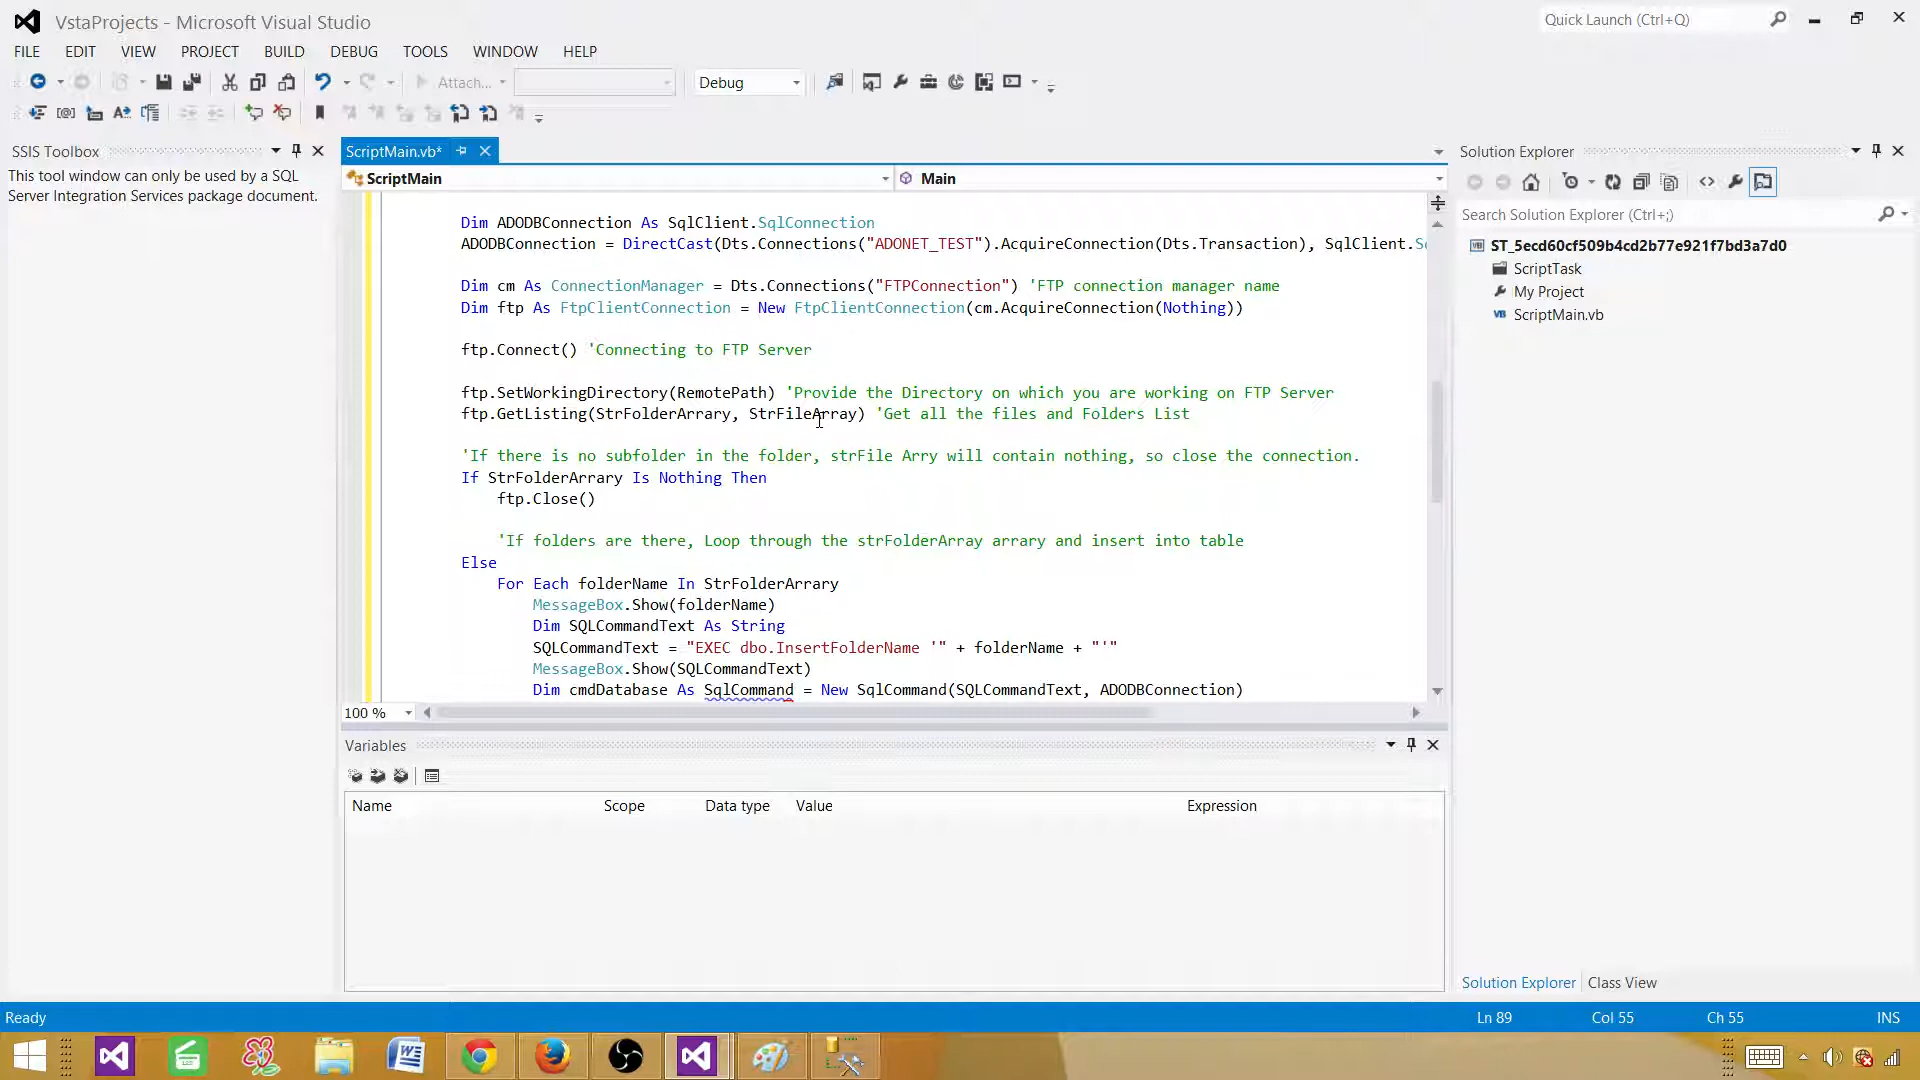 VstaProjects - Microsoft Visual Studio
Quick Launch (Ctrl+Q)
FILE EDIT VIEW PROJECT BUILD DEBUG TOOLS WINDOW HELP
Attach...
Debug
SSIS Toolbox
This tool window can only be used by a SQL
Server Integration Services package document.
ScriptMain.vb*
ScriptMain
Main
Dim ADODBConnection As SqlClient.SqlConnection
ADODBConnection = DirectCast(Dts.Connections("ADONET_TEST").AcquireConnection(Dts.Transaction), SqlClient.S
Dim cm As ConnectionManager = Dts.Connections("FTPConnection") 'FTP connection manager name
Dim ftp As FtpClientConnection = New FtpClientConnection(cm.AcquireConnection(Nothing))
ftp.Connect() 'Connecting to FTP Server
ftp.SetWorkingDirectory(RemotePath) 'Provide the Directory on which you are working on FTP Server
ftp.GetListing(StrFolderArrary, StrFileArray) 'Get all the files and Folders List
'If there is no subfolder in the folder, strFile Arry will contain nothing, so close the connection.
If StrFolderArrary Is Nothing Then
ftp.Close()
'If folders are there, Loop through the strFolderArray arrary and insert into table
Else
For Each folderName In StrFolderArrary
MessageBox.Show(folderName)
Dim SQLCommandText As String
SQLCommandText = "EXEC dbo.InsertFolderName '" + folderName + "'"
MessageBox.Show(SQLCommandText)
Dim cmdDatabase As SqlCommand = New SqlCommand(SQLCommandText, ADODBConnection)
100 %
Variables
Name Scope Data type Value Expression
Solution Explorer
Search Solution Explorer (Ctrl+;)
ST_5ecd60cf509b4cd2b77e921f7bd3a7d0
ScriptTask
My Project
ScriptMain.vb
Solution Explorer Class View
Ready
Ln 89 Col 55 Ch 55 INS